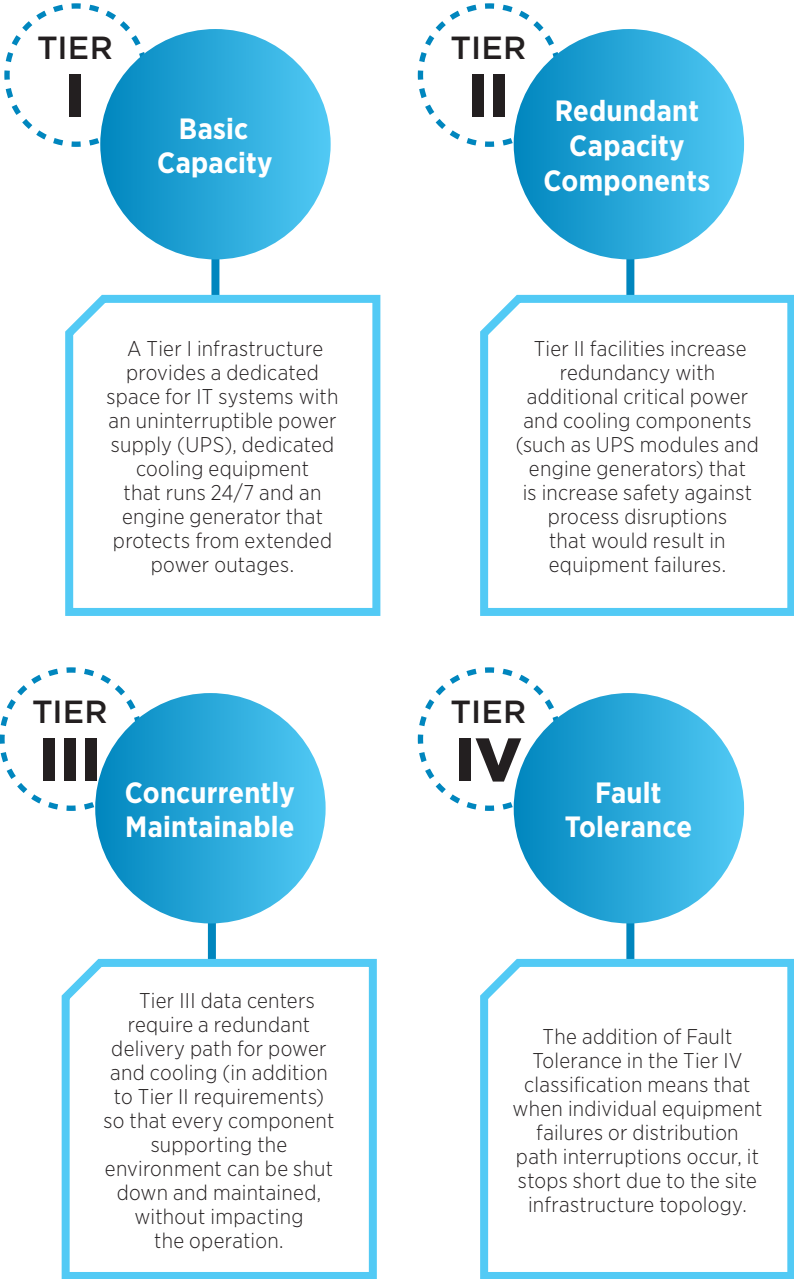 TIER
I
Basic
Capacity
A Tier I infrastructure
provides a dedicated
space for IT systems with
an uninterruptible power
supply (UPS), dedicated
cooling equipment
that runs 24/7 and an
engine generator that
protects from extended
power outages.
TIER
II
Redundant
Capacity
Components
Tier II facilities increase
redundancy with
additional critical power
and cooling components
(such as UPS modules and
engine generators) that
is increase safety against
process disruptions
that would result in
equipment failures.
TIER
III
Concurrently
Maintainable
Tier III data centers
require a redundant
delivery path for power
and cooling (in addition
to Tier II requirements)
so that every component
supporting the
environment can be shut
down and maintained,
without impacting
the operation.
TIER
IV
Fault
Tolerance
The addition of Fault
Tolerance in the Tier IV
classification means that
when individual equipment
failures or distribution
path interruptions occur, it
stops short due to the site
infrastructure topology.